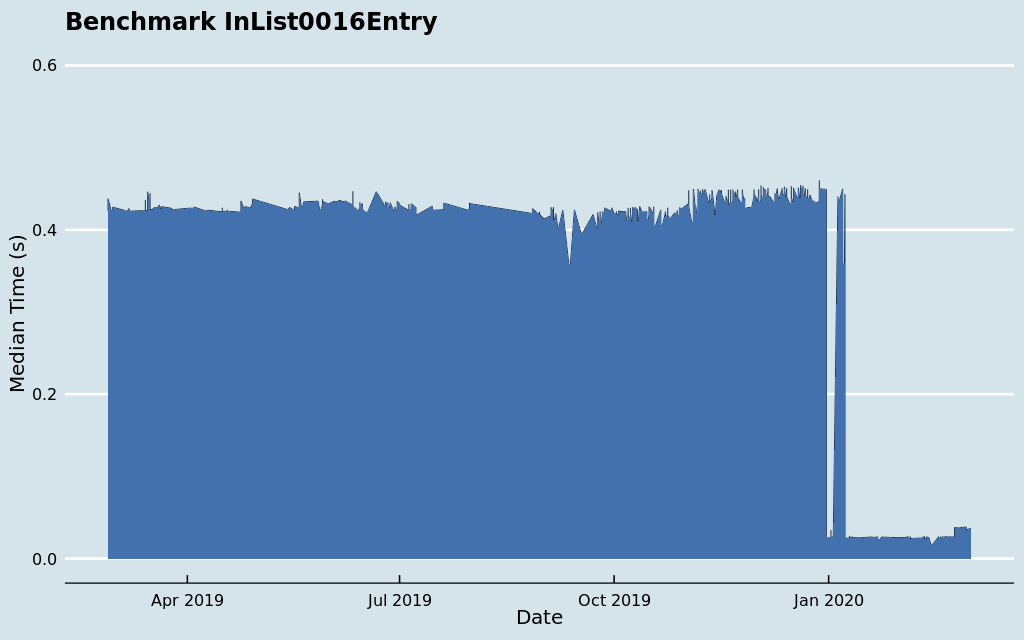 Benchmark InList0016Entry
0.6
0.4
0.2
0.0
Median Time (s)
Apr 2019
Jul 2019
Oct 2019
Jan 2020
Date